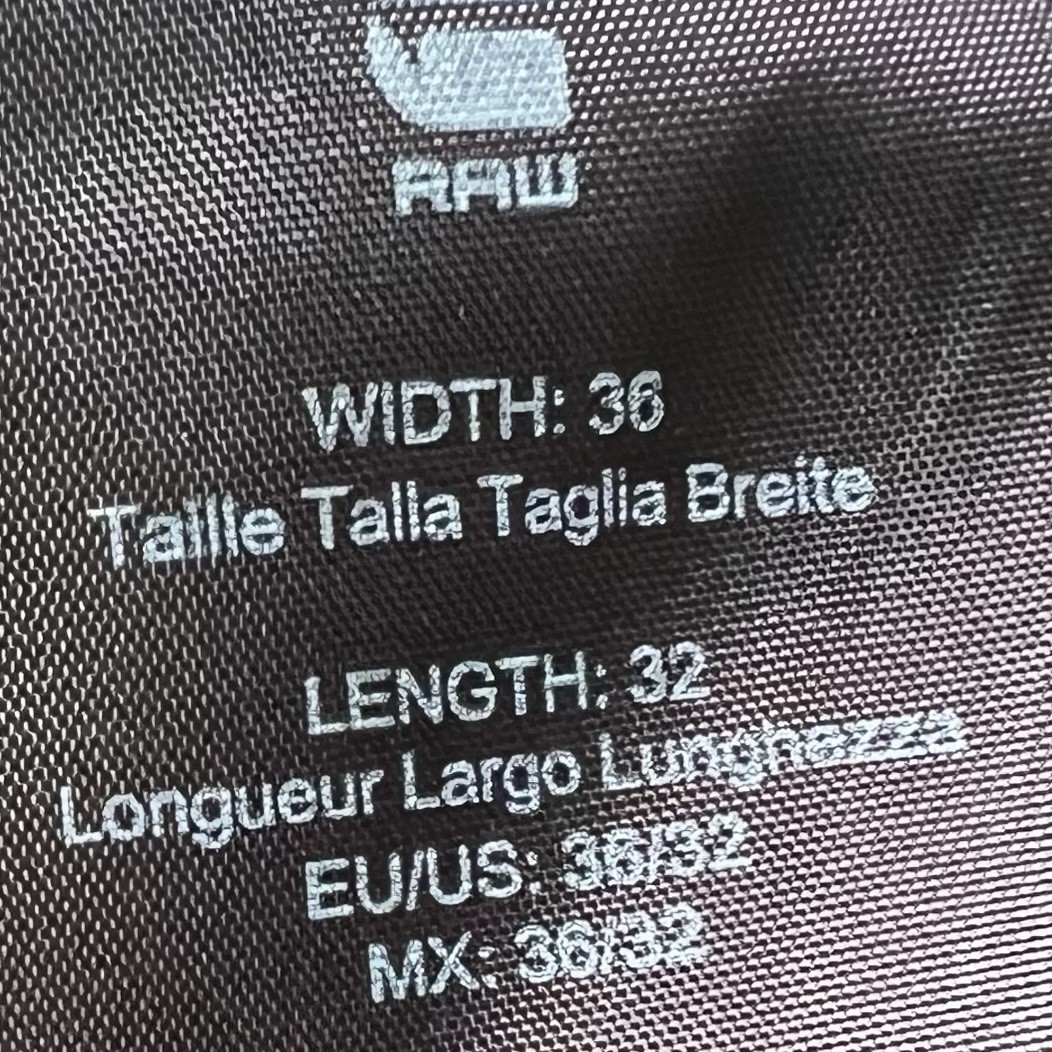 RAW
WIDTH: 36
Taille Talla Taglia Breite
LENGTH: 32
Longueur Largo Lunghezza
EU/US: 36/32
MX: 36/32